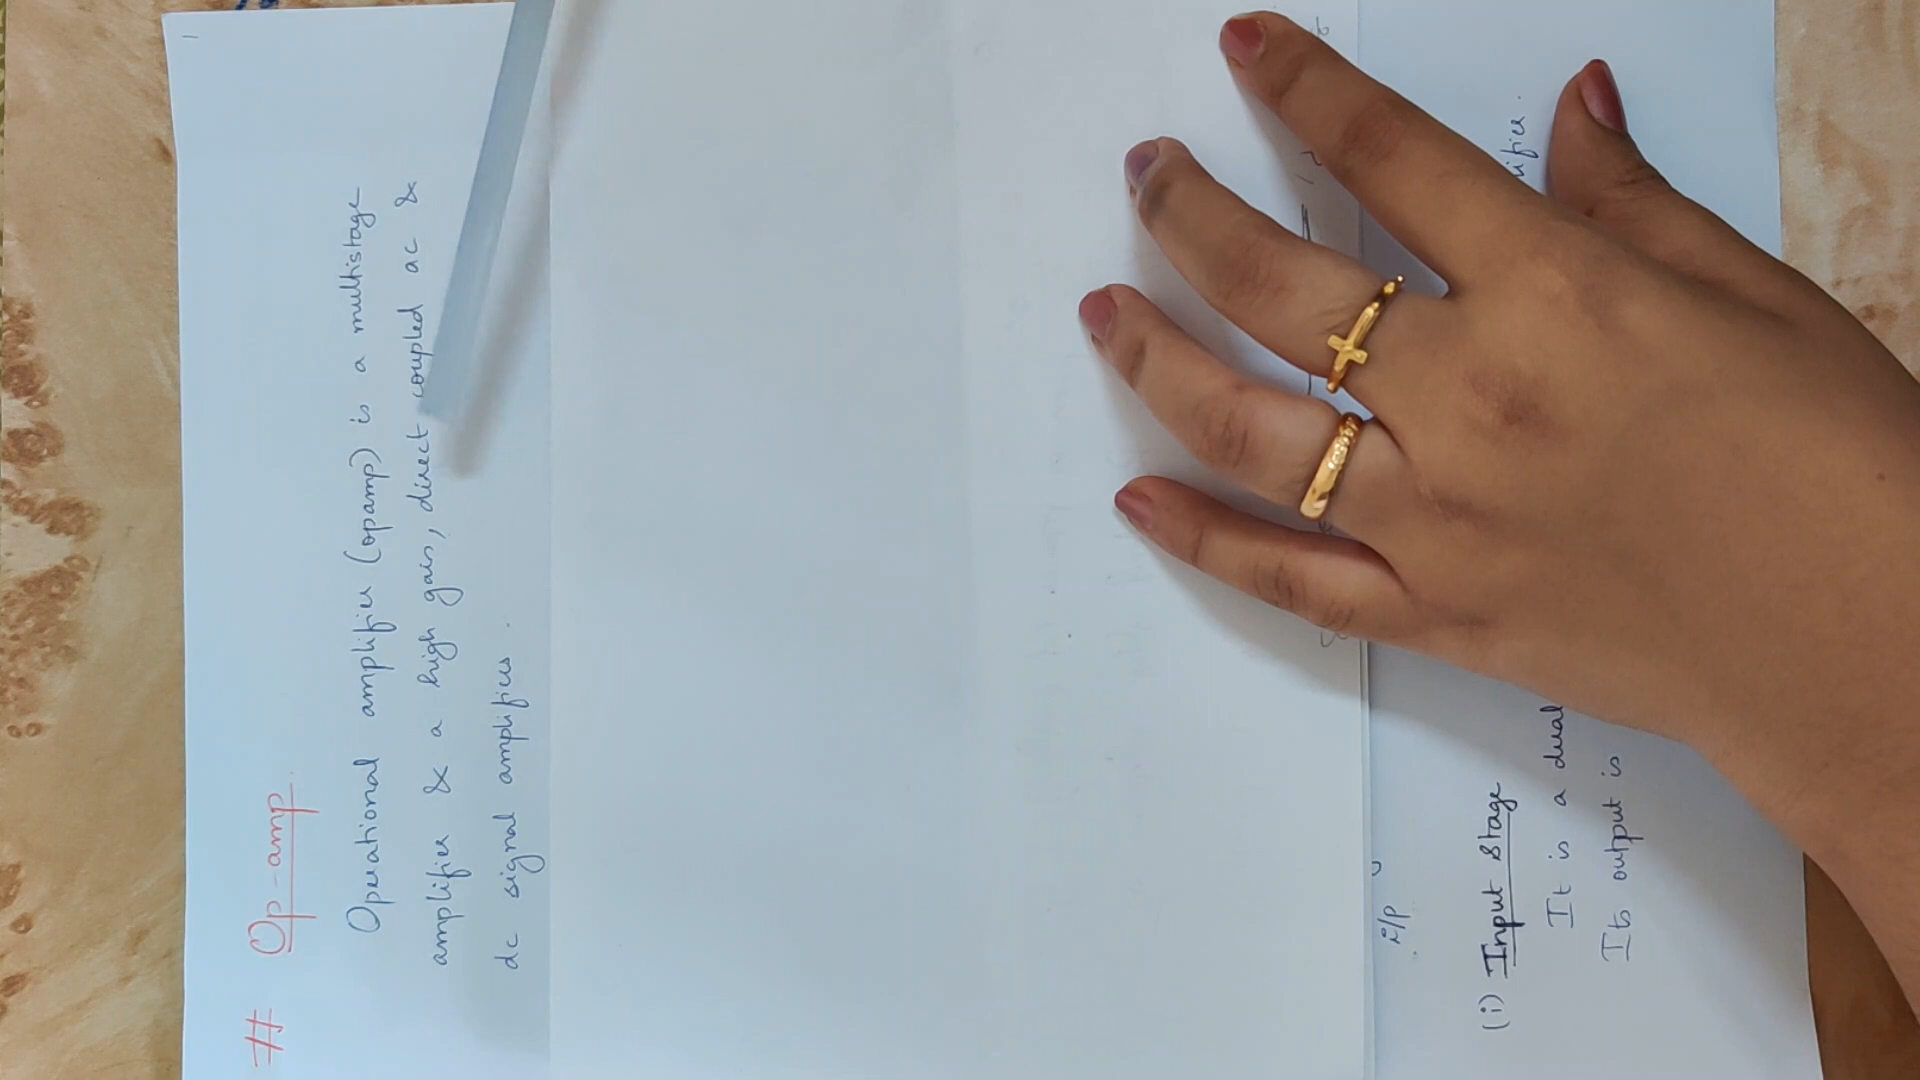 # Op-amp.
Operational amplifier (opamp) is a multistage
amplifier & a high gain, direct coupled ac &
dc signal amplifier.
i/p
(i) Input Stage
It is a dual
Its output is